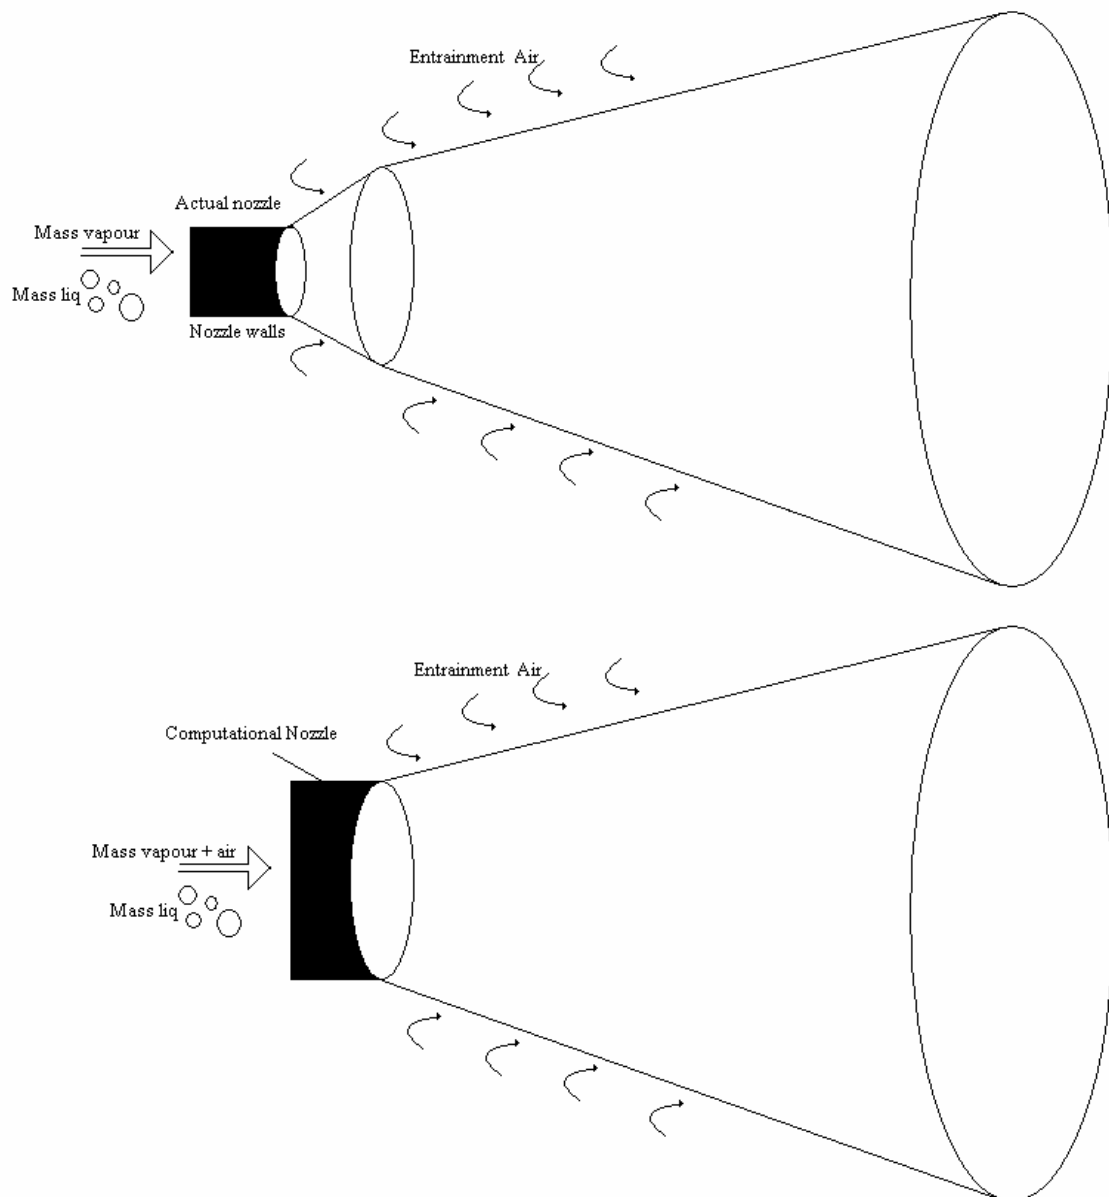 Entrainment Air
Actual nozzle
Mass vapour
Mass liq
Nozzle walls
Entrainment Air
Computational Nozzle
Mass vapour + air
Mass liq